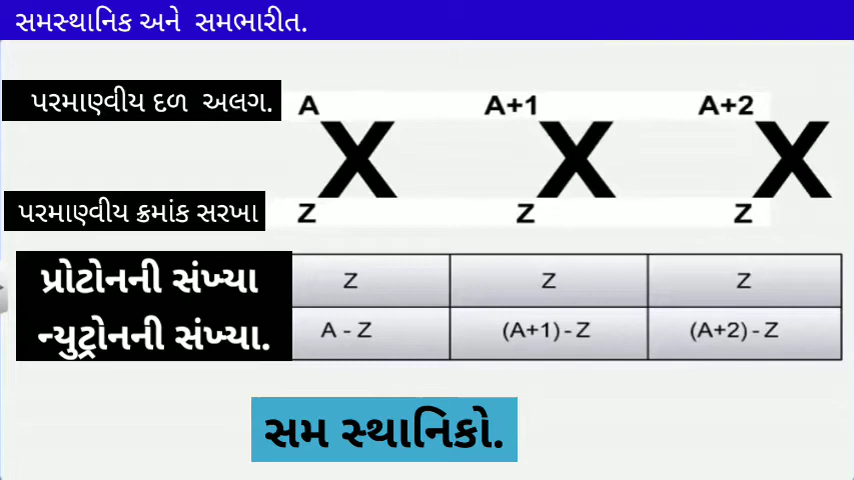 સમસ્થાનિક અને સમભારીત.
પરમાણ્વીય દળ અલગ. A A+1 A+2
X X X
પરમાણ્વીય ક્રમાંક સરખા Z Z Z
પ્રોટોનની સંખ્યા Z Z Z
ન્યુટ્રોનની સંખ્યા. A - Z (A+1) - Z (A+2) - Z
સમ સ્થાનિકો.